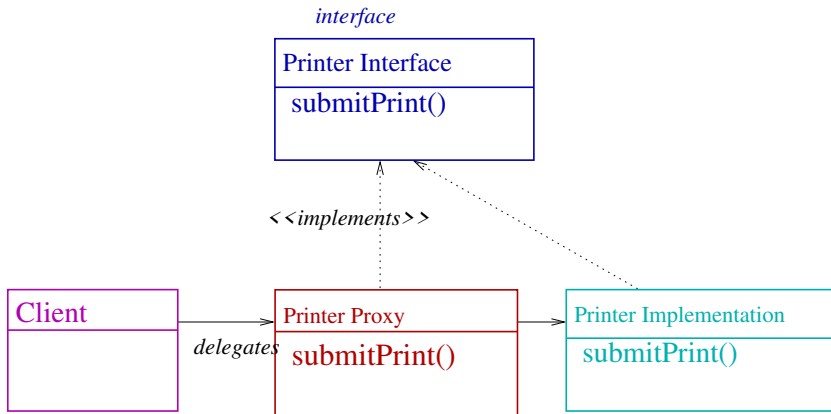 interface
Printer Interface
submitPrint()
<<implements>>
Client
delegates
Printer Proxy
submitPrint()
Printer Implementation
submitPrint()